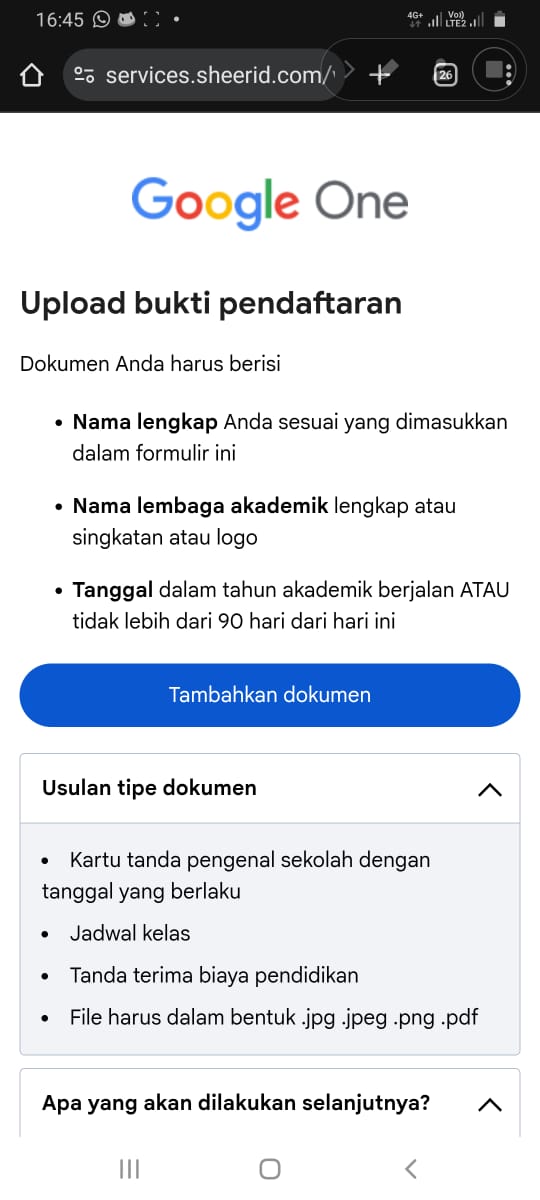 16:45
4G+ Vo)) LTE2
services.sheerid.com/
26
Google One
Upload bukti pendaftaran
Dokumen Anda harus berisi
• Nama lengkap Anda sesuai yang dimasukkan
dalam formulir ini
• Nama lembaga akademik lengkap atau
singkatan atau logo
• Tanggal dalam tahun akademik berjalan ATAU
tidak lebih dari 90 hari dari hari ini
Tambahkan dokumen
Usulan tipe dokumen
• Kartu tanda pengenal sekolah dengan
tanggal yang berlaku
• Jadwal kelas
• Tanda terima biaya pendidikan
• File harus dalam bentuk .jpg .jpeg .png .pdf
Apa yang akan dilakukan selanjutnya?